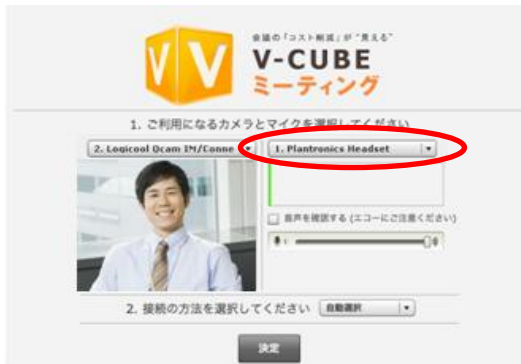 会議の「コスト削減」が“見える”
V-CUBE
ミーティング
1. ご利用になるカメラとマイクを選択してください
2. Logicool Qcam IM/Conne
1. Plantronics Headset
音声を確認する (エコーにご注意ください)
2. 接続の方法を選択してください 自動選択
決定